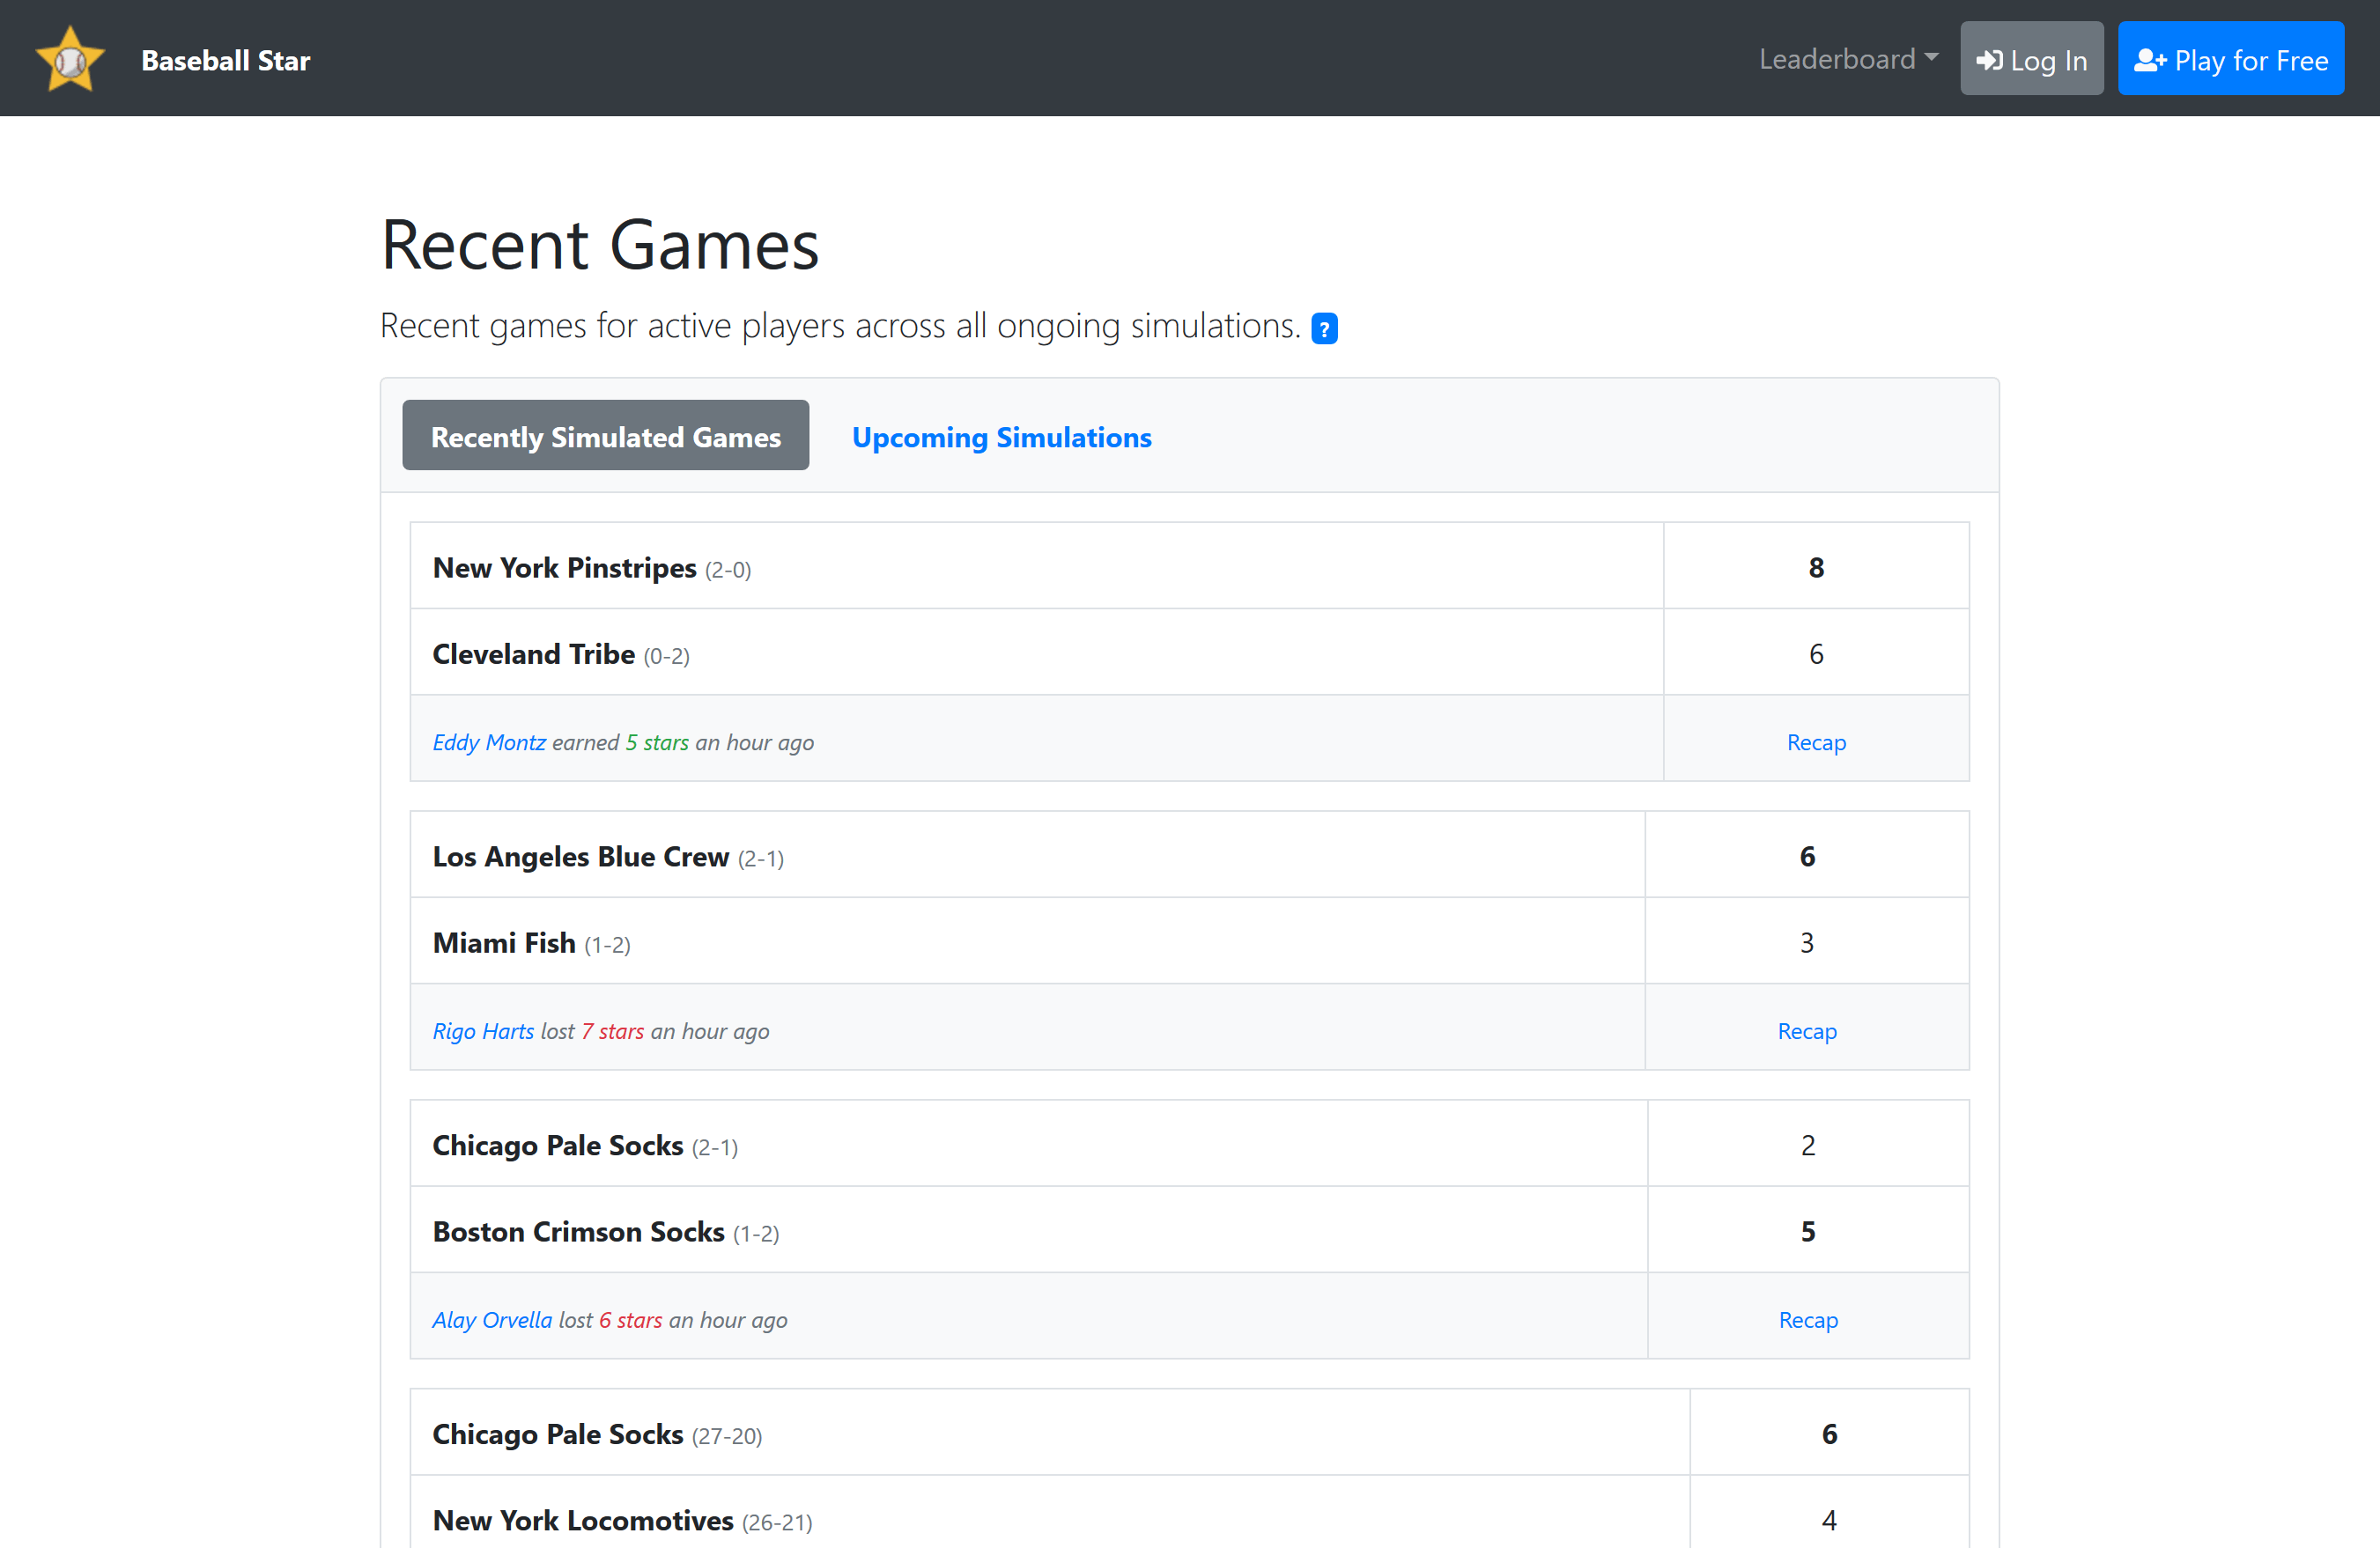 Baseball Star
Leaderboard
Log In
Play for Free
Recent Games
Recent games for active players across all ongoing simulations. ?
Recently Simulated Games
Upcoming Simulations
New York Pinstripes (2-0) 8
Cleveland Tribe (0-2) 6
Eddy Montz earned 5 stars an hour ago Recap
Los Angeles Blue Crew (2-1) 6
Miami Fish (1-2) 3
Rigo Harts lost 7 stars an hour ago Recap
Chicago Pale Socks (2-1) 2
Boston Crimson Socks (1-2) 5
Alay Orvella lost 6 stars an hour ago Recap
Chicago Pale Socks (27-20) 6
New York Locomotives (26-21) 4